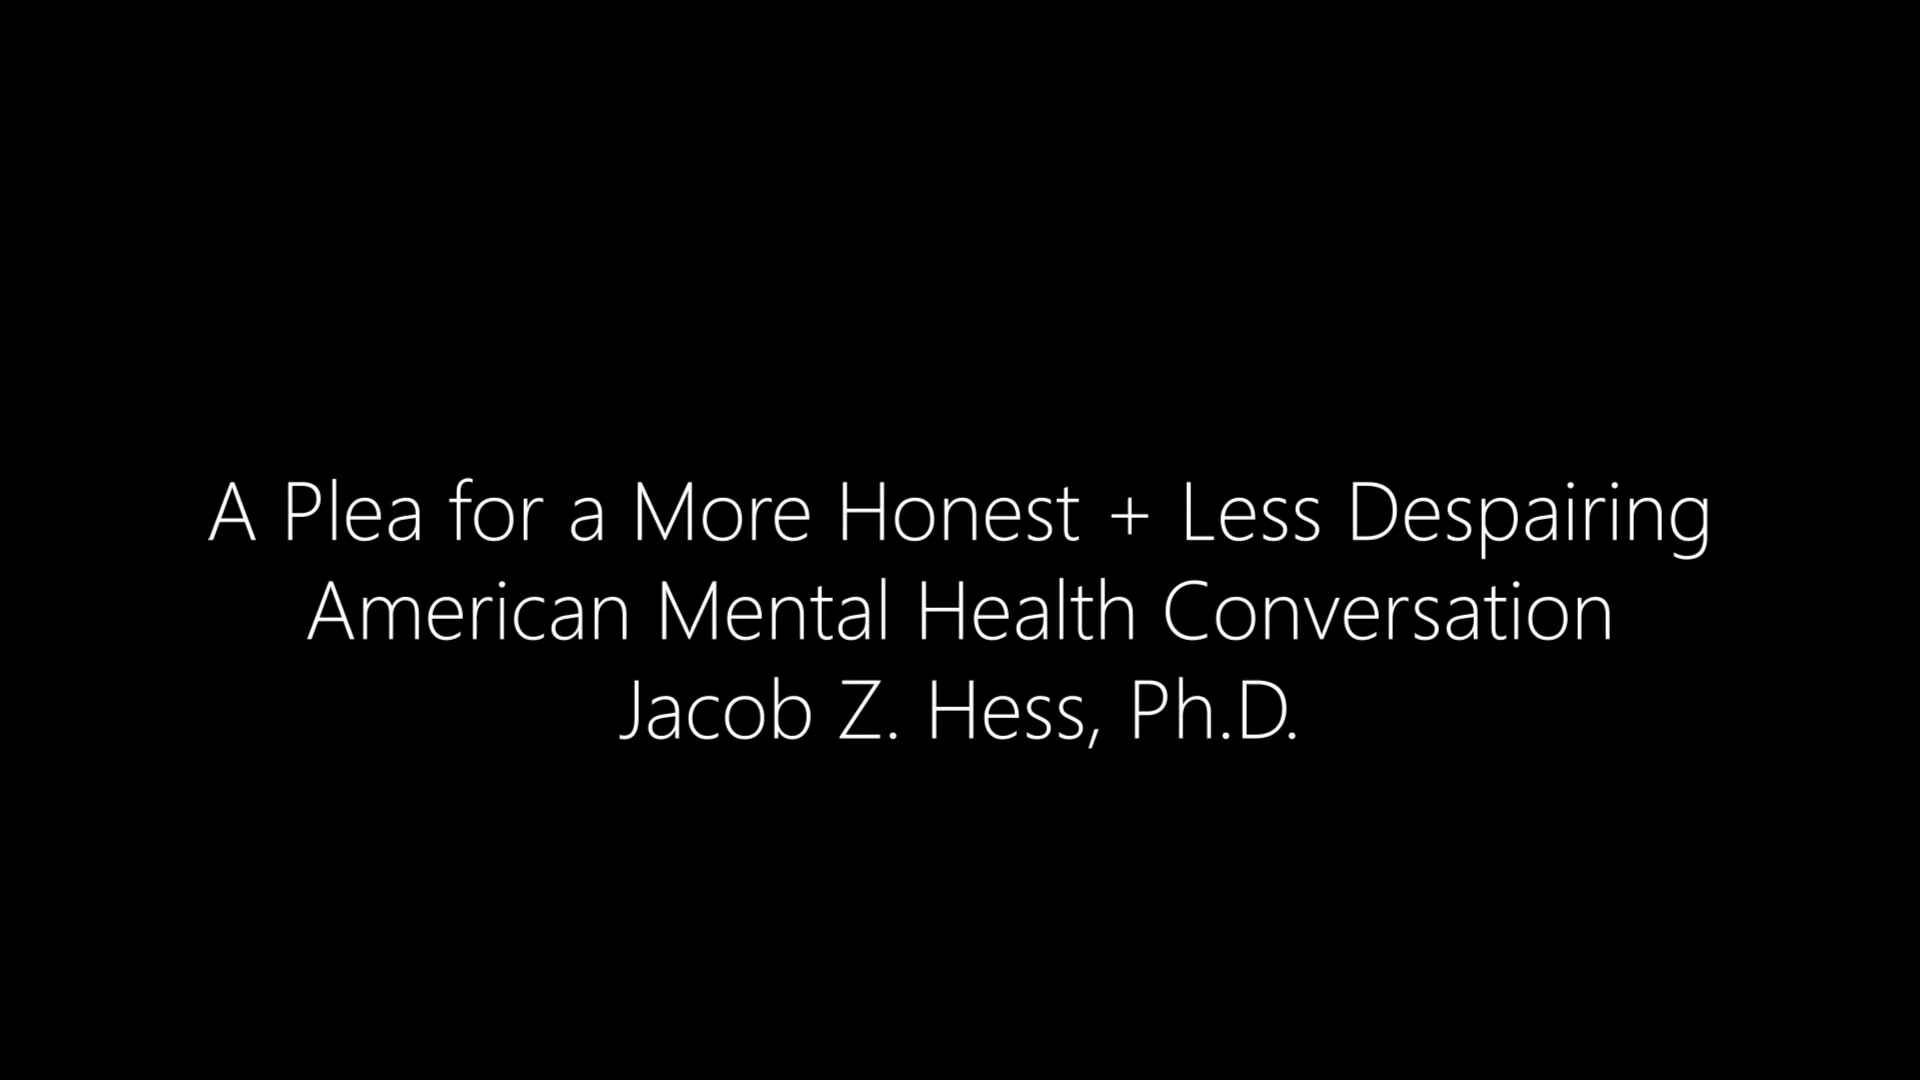 A Plea for a More Honest + Less Despairing
American Mental Health Conversation
Jacob Z. Hess, Ph.D.